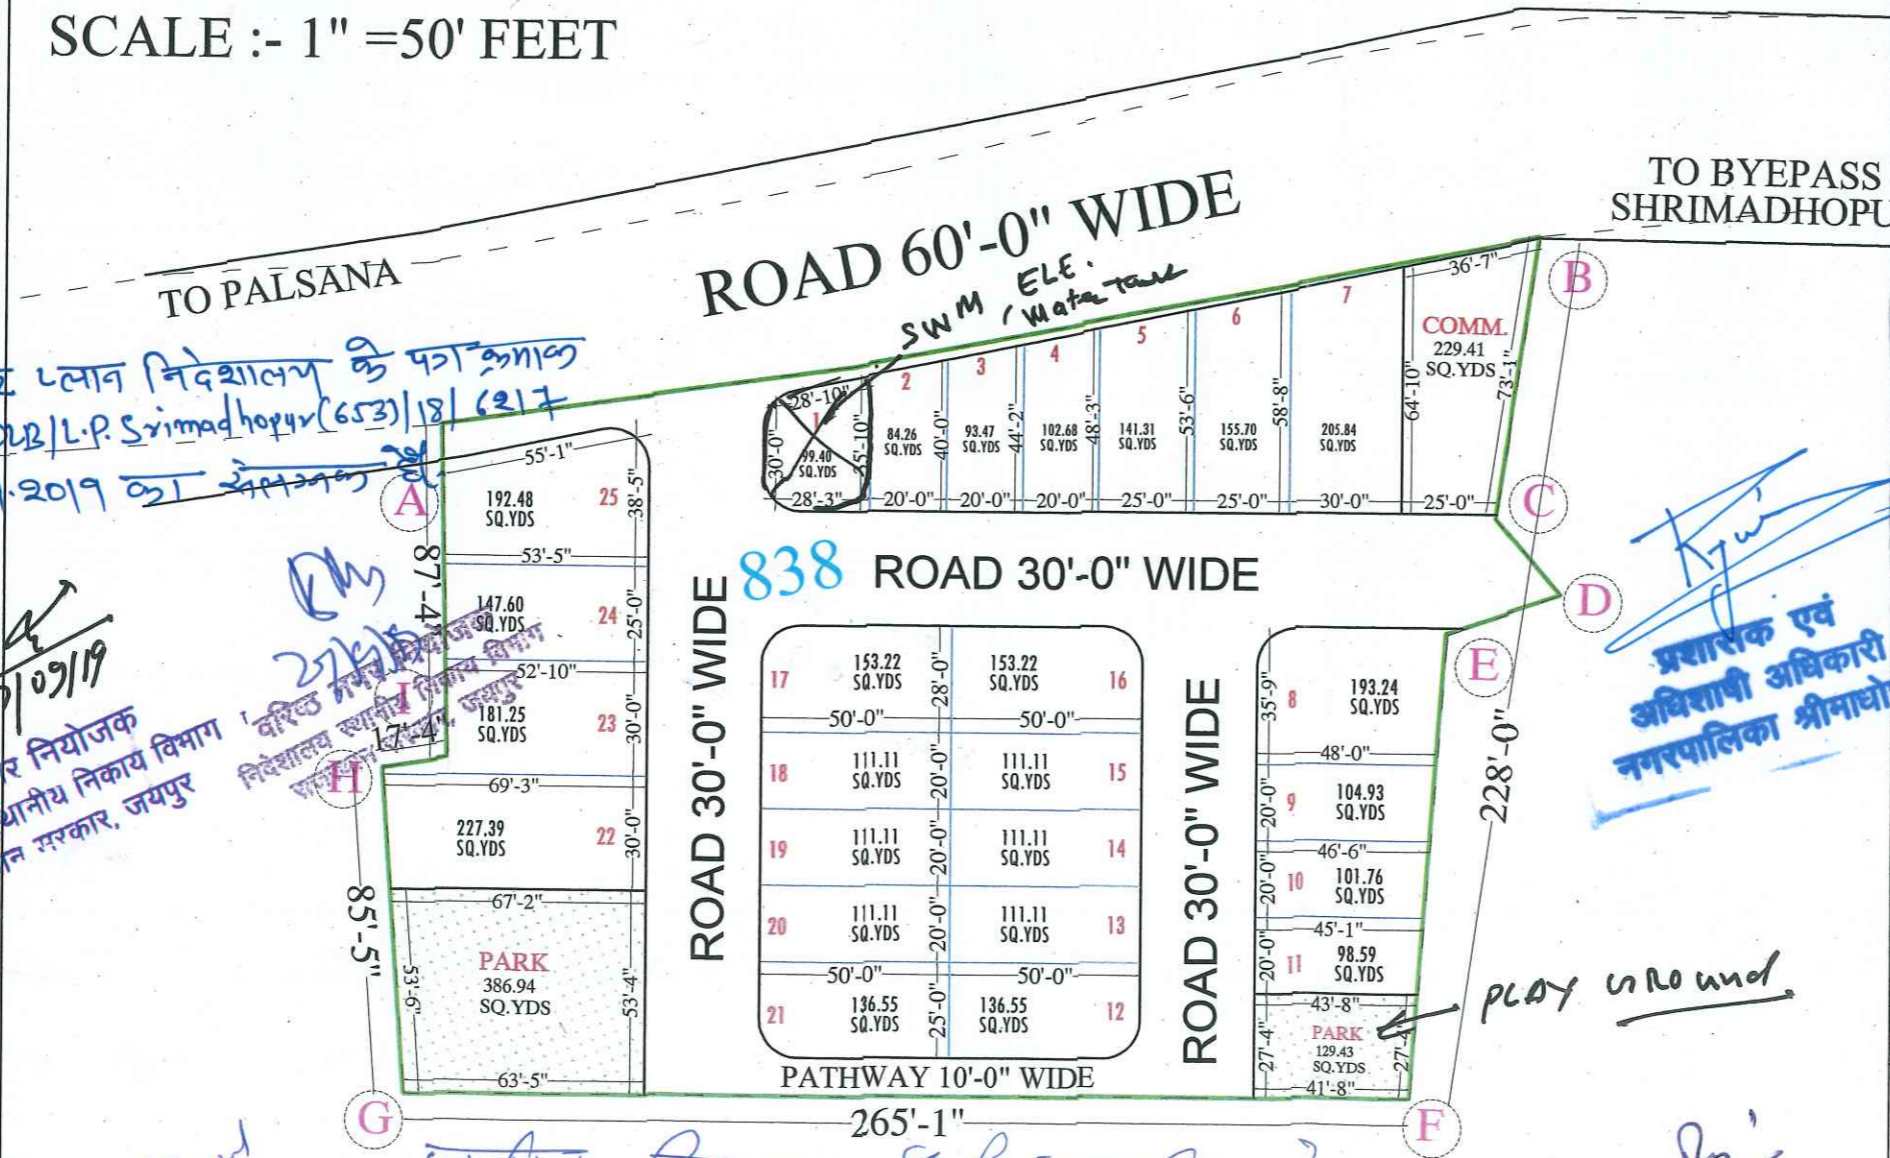 SCALE :- 1" =50' FEET
TO BYEPASS
SHRIMADHOPU
ROAD 60'-0" WIDE
TO PALSANA
SWM ELE.
/ Water Tank
प्लान निदेशालय के पत्र क्रमांक
DLB/L.P. Srimadhopur(653)/18/6217
.2019 का संलग्नक है.
A
B
C
D
E
F
G
H
I
36'-7"
COMM.
229.41
SQ.YDS
64'-10"
73'-1"
25'-0"
7
205.84
SQ.YDS
30'-0"
58'-8"
6
155.70
SQ.YDS
25'-0"
53'-6"
5
141.31
SQ.YDS
25'-0"
48'-3"
4
102.68
SQ.YDS
20'-0"
44'-2"
3
93.47
SQ.YDS
20'-0"
40'-0"
2
84.26
SQ.YDS
20'-0"
28'-10"
1
99.40
SQ.YDS
30'-0"
35'-10"
28'-3"
55'-1"
192.48
SQ.YDS
25
38'-5"
53'-5"
147.60
SQ.YDS
24
25'-0"
52'-10"
181.25
SQ.YDS
23
30'-0"
69'-3"
227.39
SQ.YDS
22
30'-0"
67'-2"
PARK
386.94
SQ.YDS
53'-6"
53'-4"
63'-5"
87'-4"
17'-4"
85'-5"
838
ROAD 30'-0" WIDE
ROAD 30'-0" WIDE
ROAD 30'-0" WIDE
17
153.22
SQ.YDS
28'-0"
153.22
SQ.YDS
16
50'-0"
50'-0"
18
111.11
SQ.YDS
20'-0"
111.11
SQ.YDS
15
19
111.11
SQ.YDS
20'-0"
111.11
SQ.YDS
14
20
111.11
SQ.YDS
20'-0"
111.11
SQ.YDS
13
50'-0"
50'-0"
21
136.55
SQ.YDS
25'-0"
136.55
SQ.YDS
12
PATHWAY 10'-0" WIDE
265'-1"
35'-9"
8
193.24
SQ.YDS
48'-0"
20'-0"
9
104.93
SQ.YDS
46'-6"
20'-0"
10
101.76
SQ.YDS
45'-1"
20'-0"
11
98.59
SQ.YDS
43'-8"
PARK
129.43
SQ.YDS
27'-4"
27'-4"
41'-8"
228'-0"
PLAY GROUND
प्रशासक एवं
अधिशाषी अधिकारी
नगरपालिका श्रीमाधो
/09/19
र नियोजक
थानीय निकाय विभाग
न सरकार, जयपुर
वरिष्ठ नगर नियोजक
निदेशालय स्थानीय निकाय विभाग
जयपुर